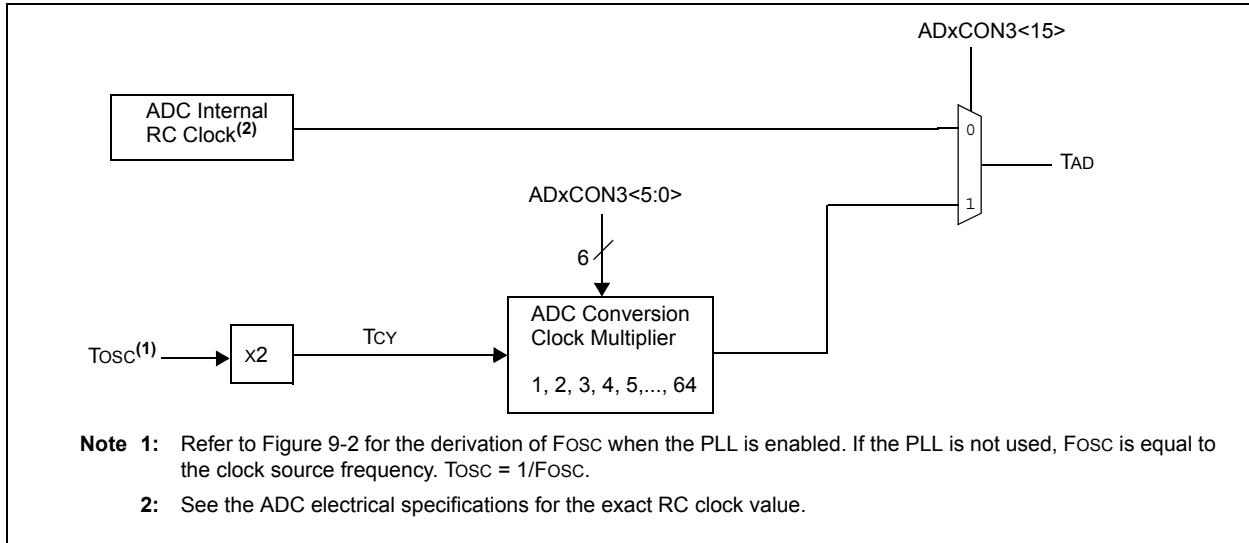 ADxCON3<15>
ADC Internal
RC Clock(2)
0
TAD
ADxCON3<5:0>
1
6
ADC Conversion
Clock Multiplier
TOSC(1)
X2
TCY
1, 2, 3, 4, 5,..., 64
Note 1: Refer to Figure 9-2 for the derivation of FOSC when the PLL is enabled. If the PLL is not used, FOSC is equal to
the clock source frequency. TOSC = 1/FOSC.
2: See the ADC electrical specifications for the exact RC clock value.